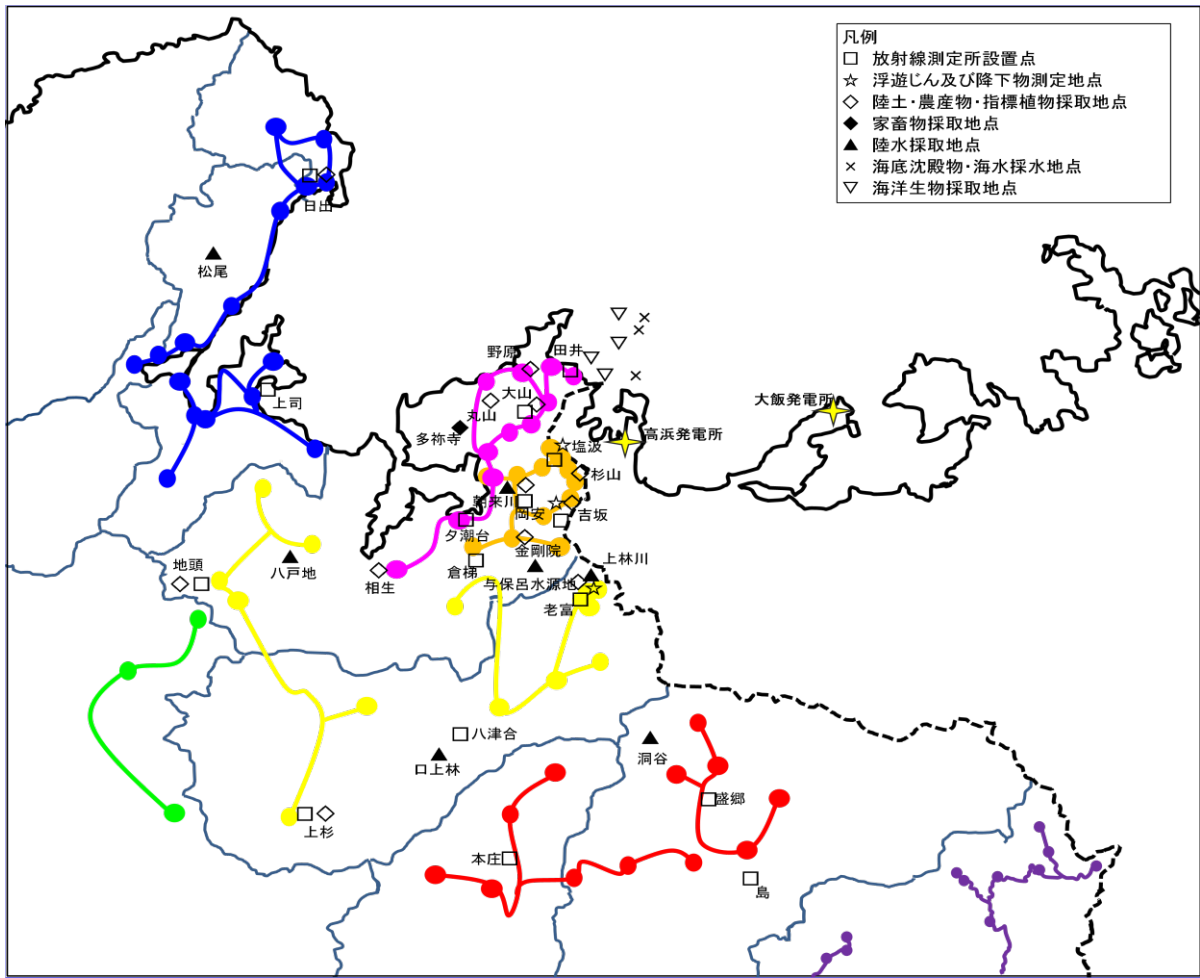 凡例
放射線測定所設置点
浮遊じん及び降下物測定地点
陸土・農産物・指標植物採取地点
家畜物採取地点
陸水採取地点
海底沈殿物・海水採水地点
海洋生物採取地点
日出
松尾
野原
田井
大山
丸山
上司
多祢寺
大飯発電所
高浜発電所
塩波
杉山
朝来川
岡安
吉坂
夕潮台
金剛院
上林川
倉梯
与保呂水源地
地頭
八戸地
相生
老富
八津合
口上林
洞谷
盛郷
上杉
本庄
島